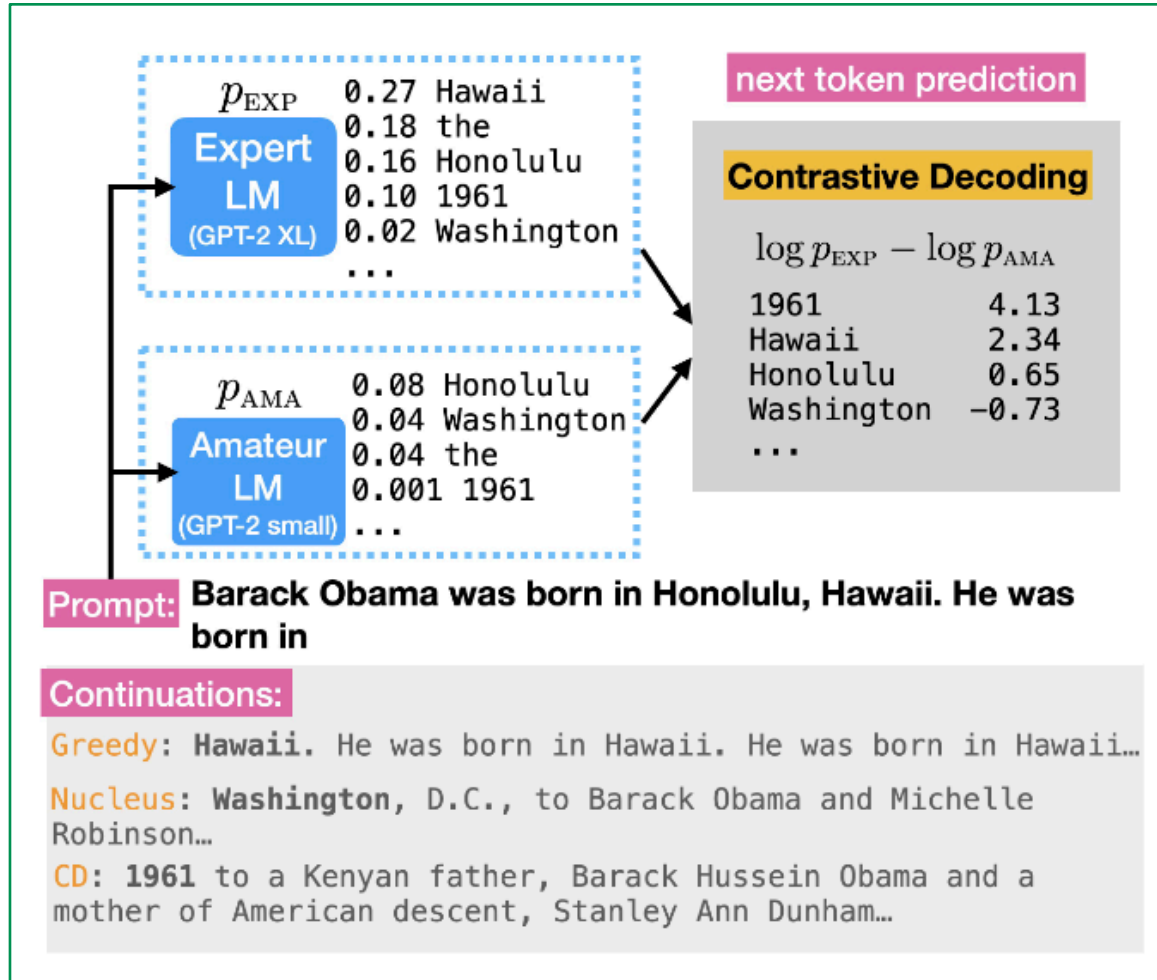 p_EXP
Expert
LM
(GPT-2 XL)
0.27 Hawaii
0.18 the
0.16 Honolulu
0.10 1961
0.02 Washington
...
p_AMA
Amateur
LM
(GPT-2 small)
0.08 Honolulu
0.04 Washington
0.04 the
0.001 1961
...
next token prediction
Contrastive Decoding
log p_EXP − log p_AMA
1961 4.13
Hawaii 2.34
Honolulu 0.65
Washington -0.73
...
Prompt: Barack Obama was born in Honolulu, Hawaii. He was
born in
Continuations:
Greedy: Hawaii. He was born in Hawaii. He was born in Hawaii…
Nucleus: Washington, D.C., to Barack Obama and Michelle
Robinson…
CD: 1961 to a Kenyan father, Barack Hussein Obama and a
mother of American descent, Stanley Ann Dunham…